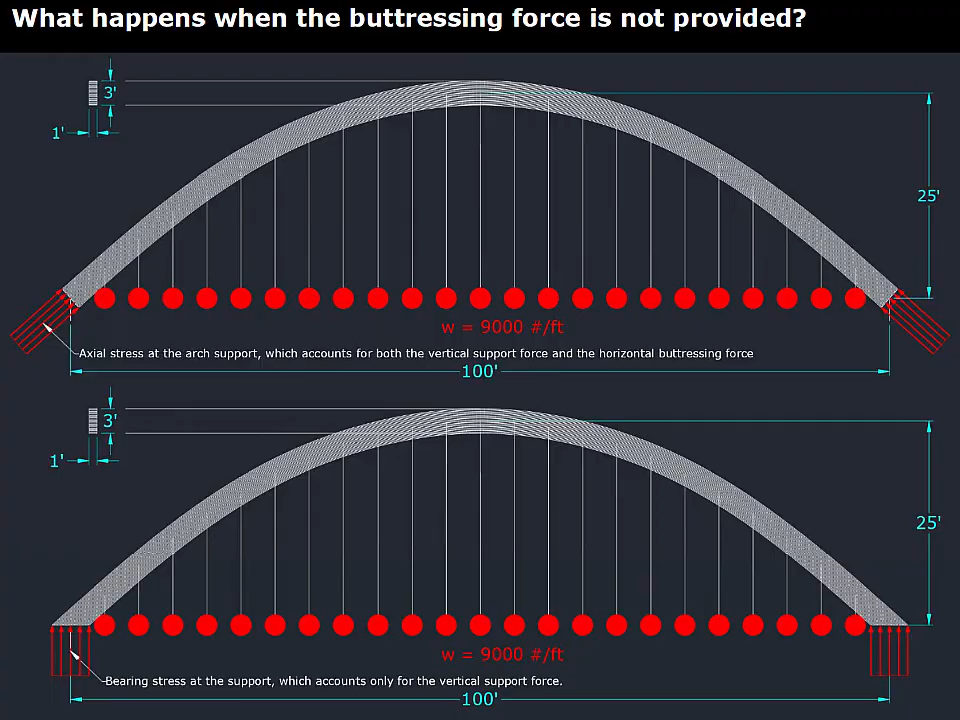 What happens when the buttressing force is not provided?
3'
1'
25'
w = 9000 #/ft
Axial stress at the arch support, which accounts for both the vertical support force and the horizontal buttressing force
100'
3'
1'
25'
w = 9000 #/ft
Bearing stress at the support, which accounts only for the vertical support force.
100'